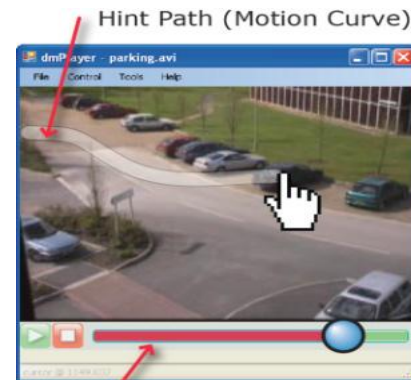 Hint Path (Motion Curve)
dmPlayer - parking.avi
File Control Tools Help